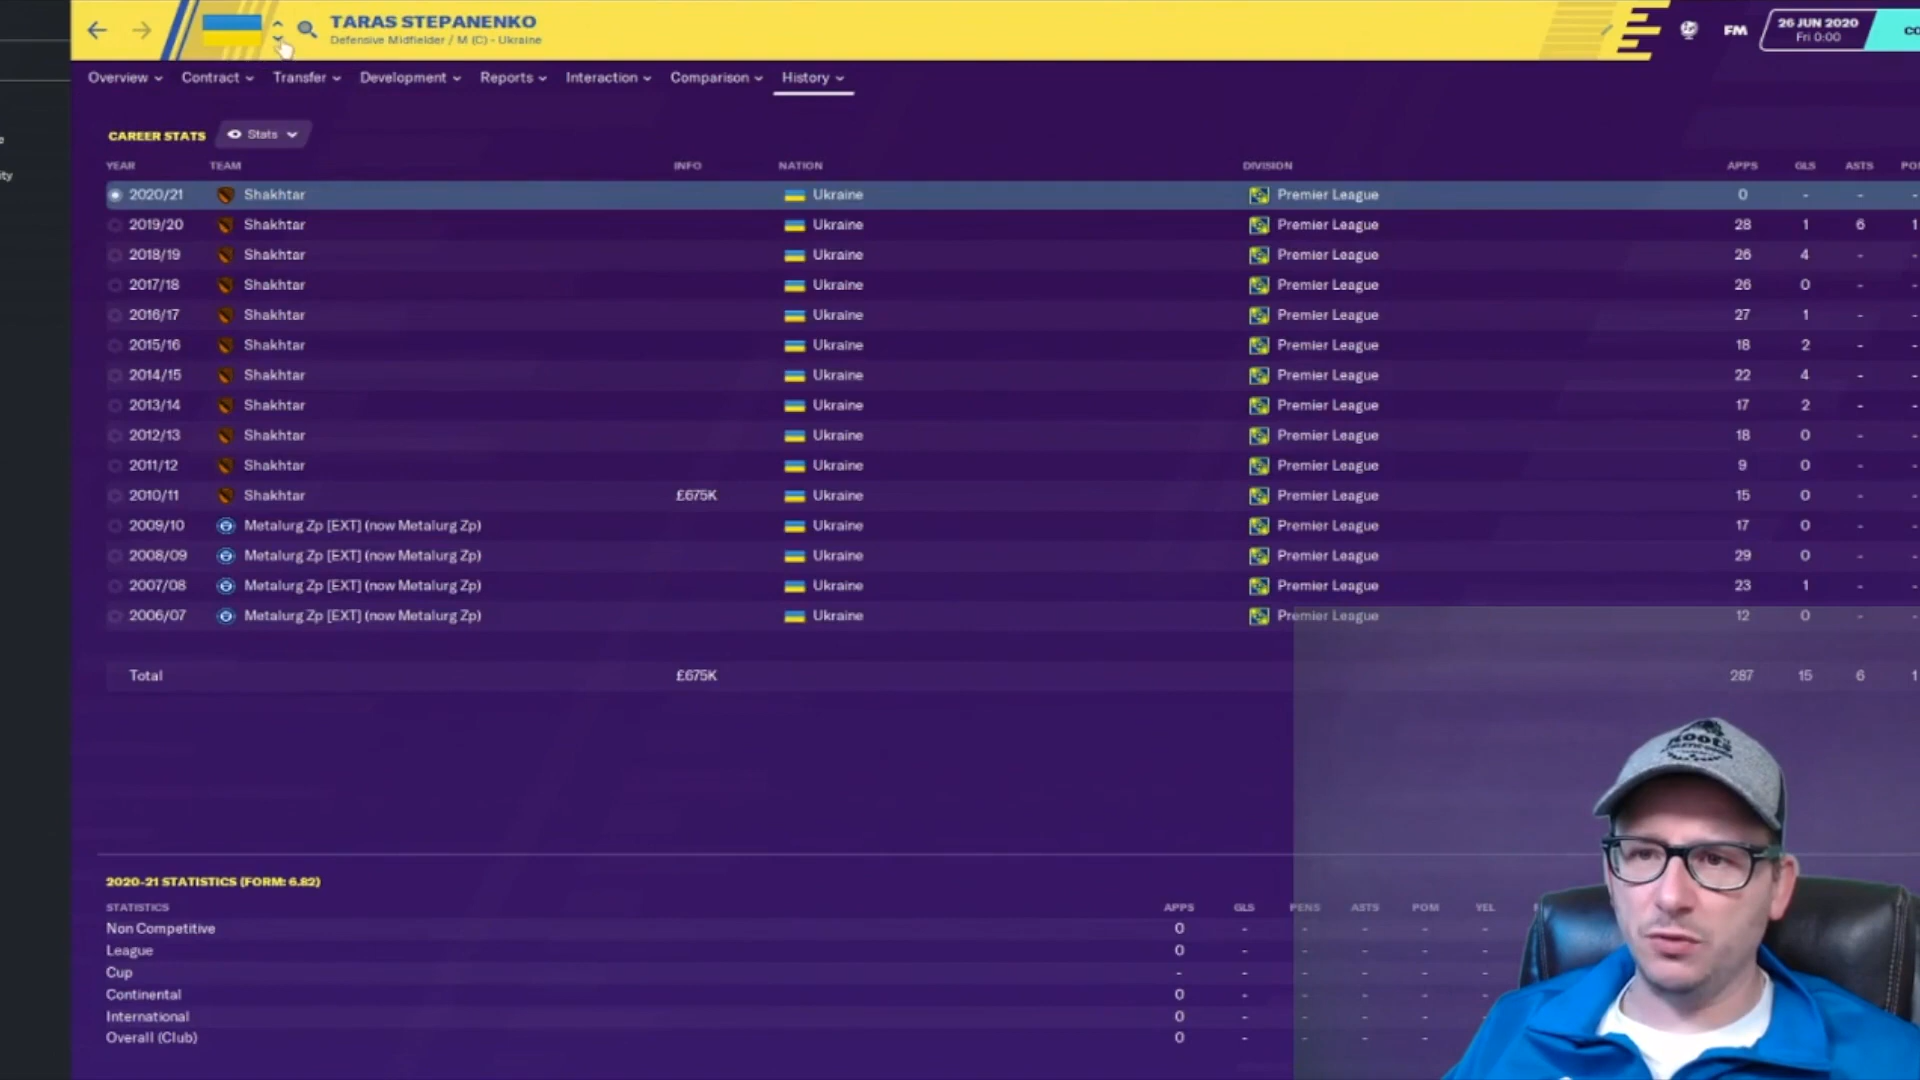 TARAS STEPANENKO
Defensive Midfielder / M (C) - Ukraine
FM
26 JUN 2020
Fri 0:00
CO
Overview Contract Transfer Development Reports Interaction Comparison History
CAREER STATS Stats
YEAR TEAM INFO NATION DIVISION APPS GLS ASTS
ity
2020/21 Shakhtar Ukraine Premier League 0 - - -
2019/20 Shakhtar Ukraine Premier League 28 1 6 1
2018/19 Shakhtar Ukraine Premier League 26 4 - -
2017/18 Shakhtar Ukraine Premier League 26 0 - -
2016/17 Shakhtar Ukraine Premier League 27 1 - -
2015/16 Shakhtar Ukraine Premier League 18 2 - -
2014/15 Shakhtar Ukraine Premier League 22 4 - -
2013/14 Shakhtar Ukraine Premier League 17 2 - -
2012/13 Shakhtar Ukraine Premier League 18 0 - -
2011/12 Shakhtar Ukraine Premier League 9 0 - -
2010/11 Shakhtar £675K Ukraine Premier League 15 0 - -
2009/10 Metalurg Zp [EXT] (now Metalurg Zp) Ukraine Premier League 17 0 - -
2008/09 Metalurg Zp [EXT] (now Metalurg Zp) Ukraine Premier League 29 0 - -
2007/08 Metalurg Zp [EXT] (now Metalurg Zp) Ukraine Premier League 23 1 - -
2006/07 Metalurg Zp [EXT] (now Metalurg Zp) Ukraine Premier League 12 0 - -
Total £675K 287 15 6 1
Roots
2020-21 STATISTICS (FORM: 6.82)
STATISTICS APPS GLS PENS ASTS POM YEL
Non Competitive 0 - - - - -
League 0 - - - - -
Cup - - - - - -
Continental 0 - - - - -
International 0 - - - - -
Overall (Club) 0 - - - -